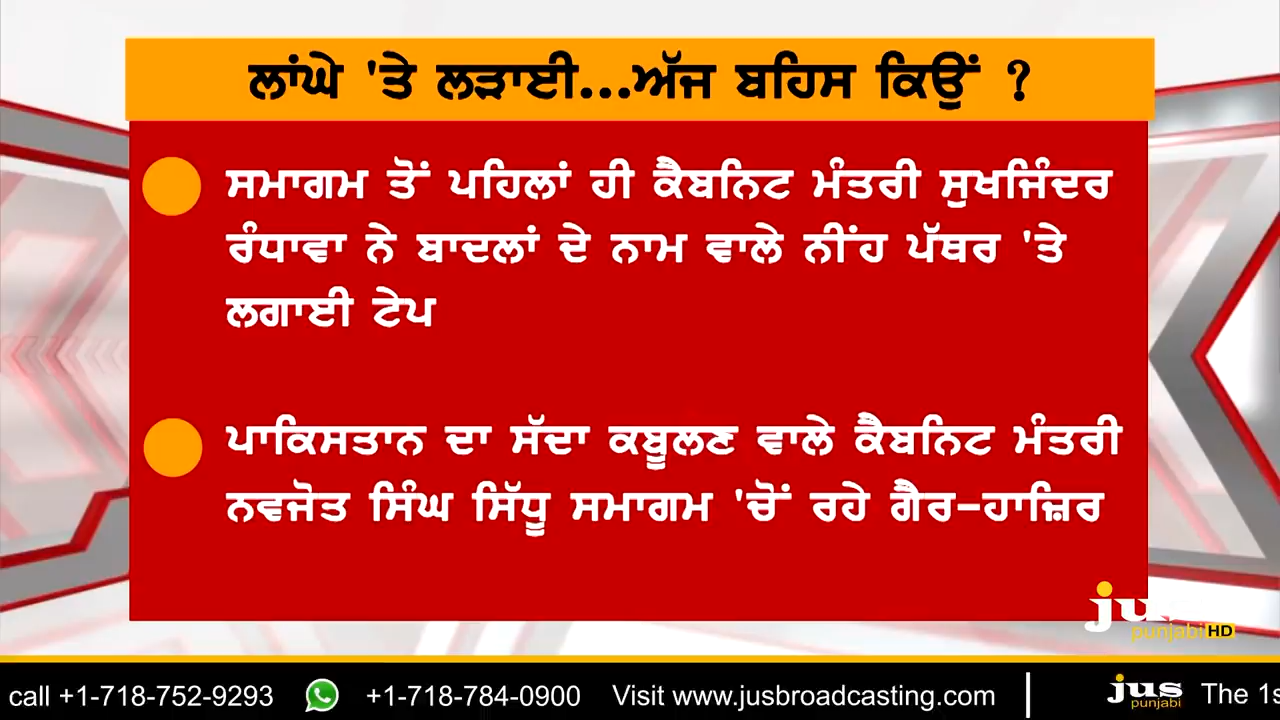 ਲਾਂਘੇ 'ਤੇ ਲੜਾਈ...ਅੱਜ ਬਹਿਸ ਕਿਉਂ ?
ਸਮਾਗਮ ਤੋਂ ਪਹਿਲਾਂ ਹੀ ਕੈਬਨਿਟ ਮੰਤਰੀ ਸੁਖਜਿੰਦਰ
ਰੰਧਾਵਾ ਨੇ ਬਾਦਲਾਂ ਦੇ ਨਾਮ ਵਾਲੇ ਨੀਂਹ ਪੱਥਰ 'ਤੇ
ਲਗਾਈ ਟੇਪ
ਪਾਕਿਸਤਾਨ ਦਾ ਸੱਦਾ ਕਬੂਲਣ ਵਾਲੇ ਕੈਬਨਿਟ ਮੰਤਰੀ
ਨਵਜੋਤ ਸਿੰਘ ਸਿੱਧੂ ਸਮਾਗਮ 'ਚੋਂ ਰਹੇ ਗੈਰ-ਹਾਜ਼ਿਰ
jus
punjabi HD
call +1-718-752-9293 +1-718-784-0900 Visit www.jusbroadcasting.com | jus punjabi The 1s